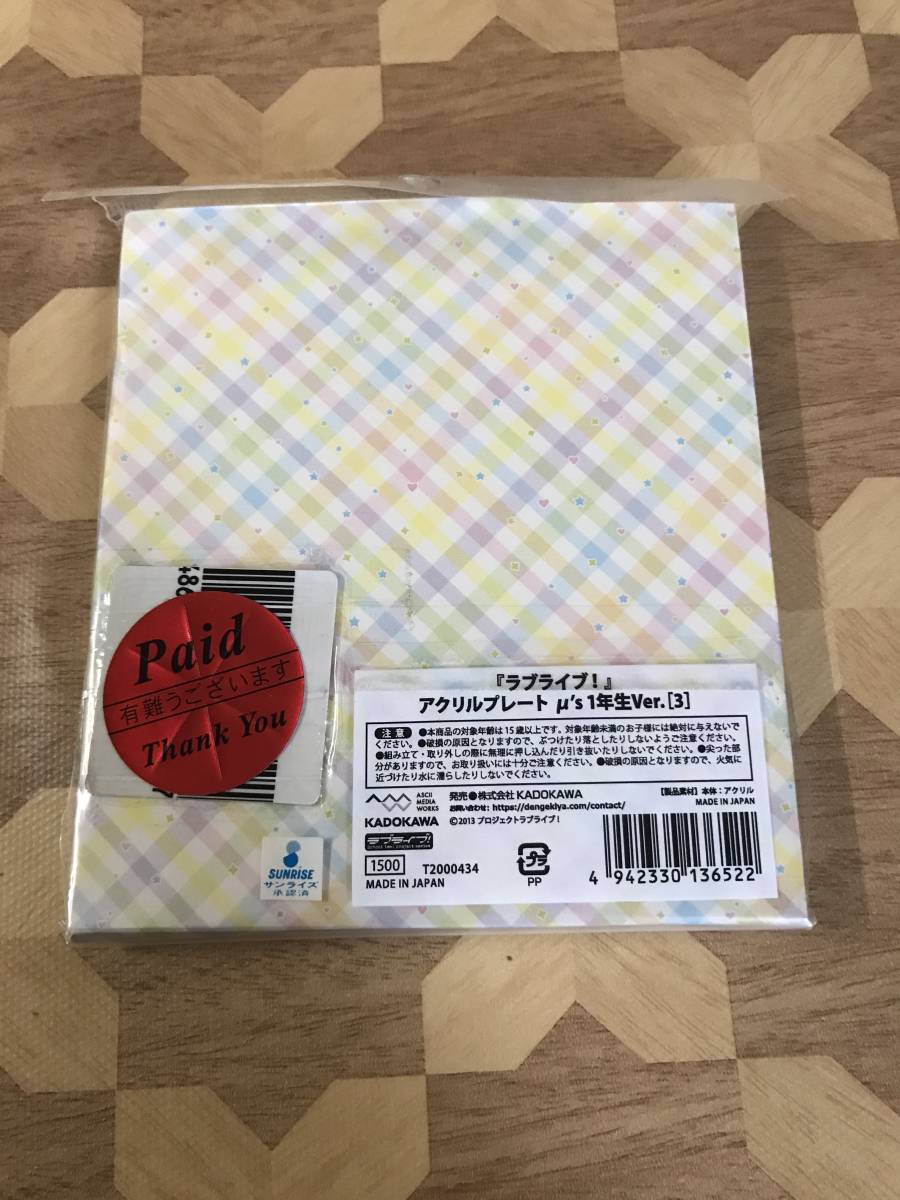 Paid
有難うございます
Thank You
SUNRISE
サンライズ
承認済
『ラブライブ！』
アクリルプレート μ's 1年生Ver.[3]
注意 ●本商品の対象年齢は15歳以上です。対象年齢未満のお子様には絶対に与えないで
ください。●破損の原因となりますので、ぶつけたり落としたりしないようご注意ください。
●組み立て・取り外しの際に無理に押し込んだり引き抜いたりしないでください。●尖った部
分がありますので、お取り扱いには十分ご注意ください。●破損の原因となりますので、火気に
近づけたり水に濡らしたりしないでください。
ASCII
MEDIA
WORKS
KADOKAWA
発売●株式会社 KADOKAWA
お問い合わせ：https://dengekiya.com/contact/
©2013 プロジェクトラブライブ！
【製品素材】本体：アクリル
MADE IN JAPAN
ラブライブ!
school idol project series
1500 T2000434
MADE IN JAPAN
プラ
PP
4 942330 136522